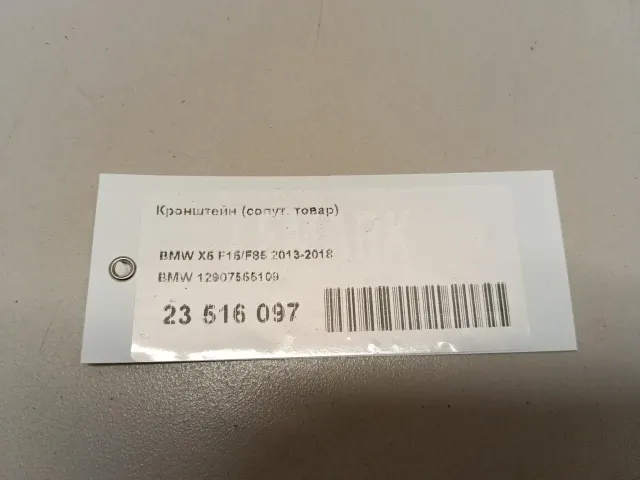 Кронштейн (сопут. товар)
BMW X5 F15/F85 2013-2018
BMW 12907565109
23 516 097